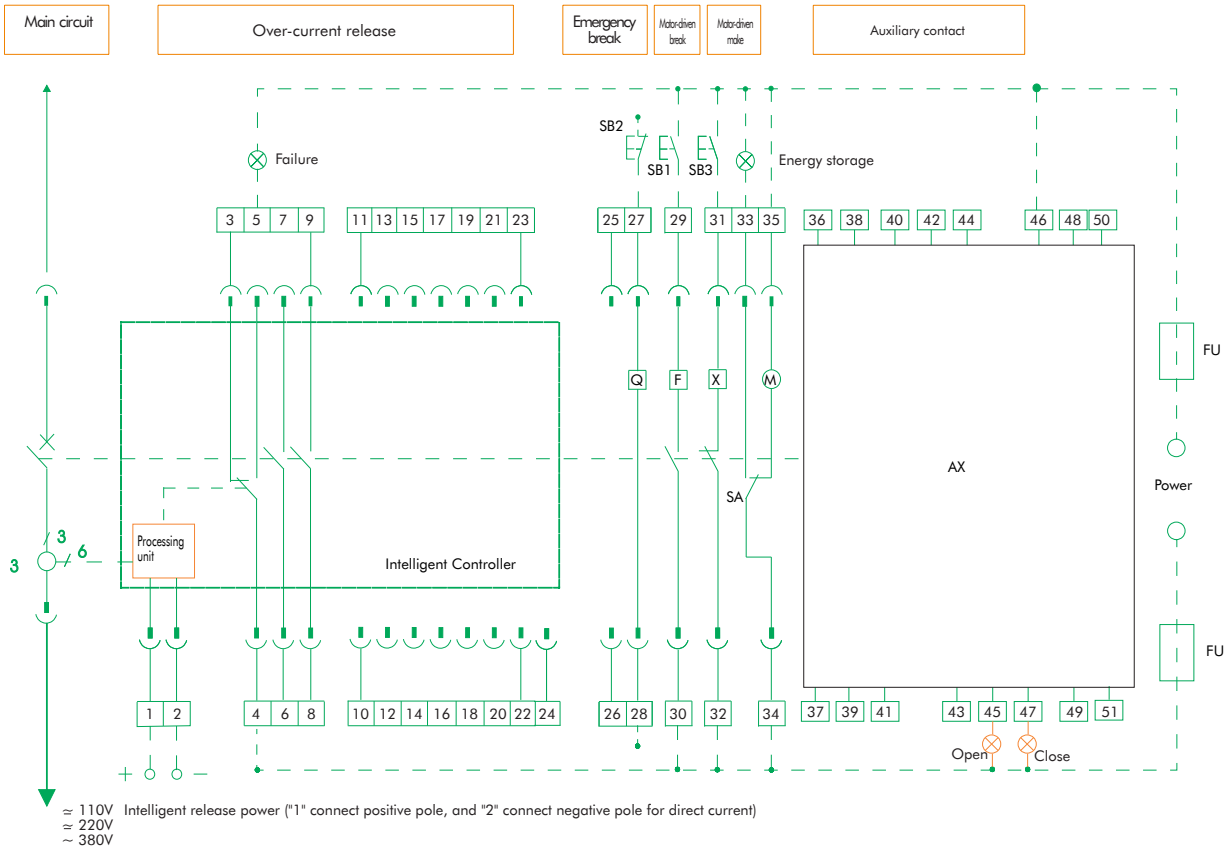 Main circuit
Over-current release
Emergency
break
Motor-driven
break
Motor-driven
make
Auxiliary contact
SB2
SB1
SB3
Failure
Energy storage
3 5 7 9
11 13 15 17 19 21 23
25 27
29
31 33 35
36 38 40 42 44 46 48 50
FU
Q
F
X
M
SA
AX
Power
3
3
6
Processing
unit
Intelligent Controller
FU
1 2
4 6 8
10 12 14 16 18 20 22 24
26 28
30
32
34
37 39 41 43 45 47 49 51
Open
Close
+
−
≃ 110V Intelligent release power ("1" connect positive pole, and "2" connect negative pole for direct current)
≃ 220V
~ 380V